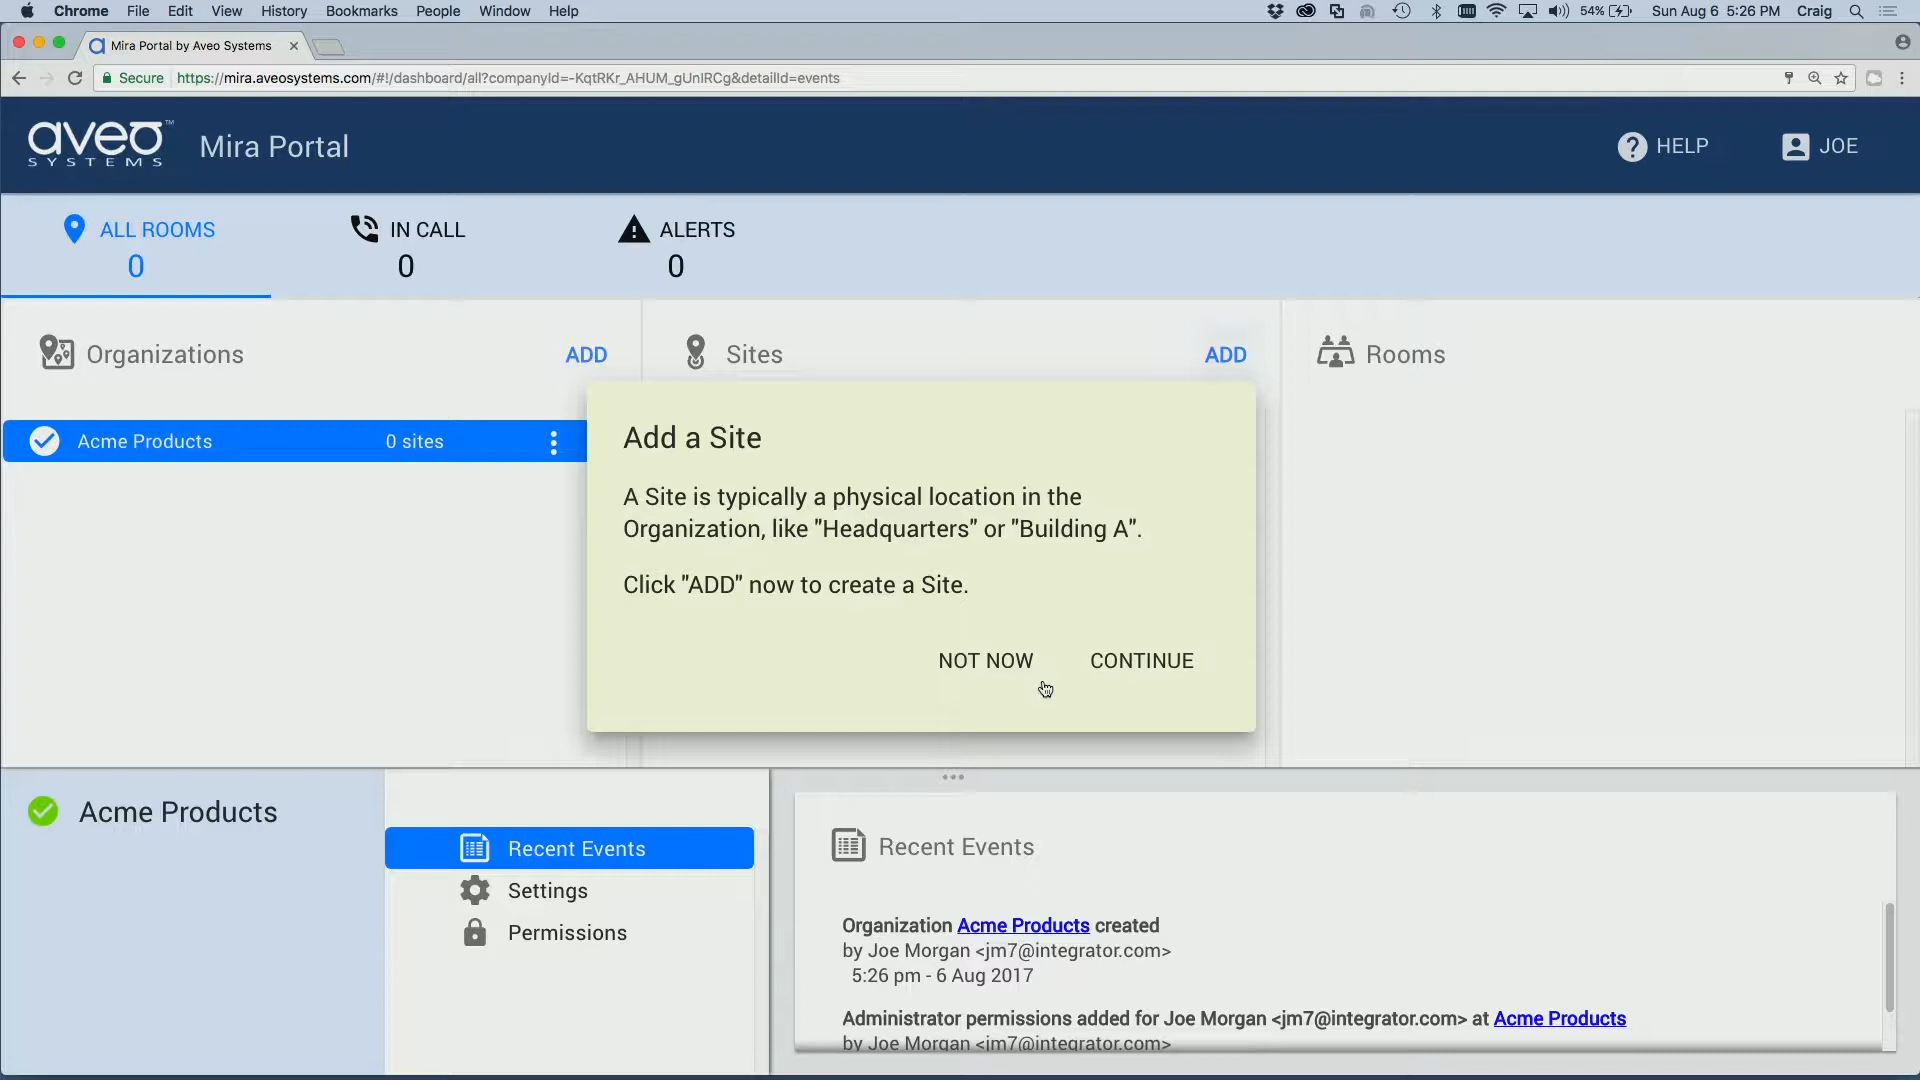 Chrome File Edit View History Bookmarks People Window Help 54% Sun Aug 6 5:26 PM Craig
Mira Portal by Aveo Systems
Secure https://mira.aveosystems.com/#!/dashboard/all?companyId=-KqtRKr_AHUM_gUnIRCg&detailId=events
aveo™ SYSTEMS Mira Portal HELP JOE
ALL ROOMS IN CALL ALERTS
0 0 0
Organizations ADD Sites ADD Rooms
Acme Products 0 sites
Add a Site
A Site is typically a physical location in the
Organization, like "Headquarters" or "Building A".
Click "ADD" now to create a Site.
NOT NOW CONTINUE
Acme Products
Recent Events
Settings
Permissions
Recent Events
Organization Acme Products created
by Joe Morgan <jm7@integrator.com>
5:26 pm - 6 Aug 2017
Administrator permissions added for Joe Morgan <jm7@integrator.com> at Acme Products
by Joe Morgan <jm7@integrator.com>